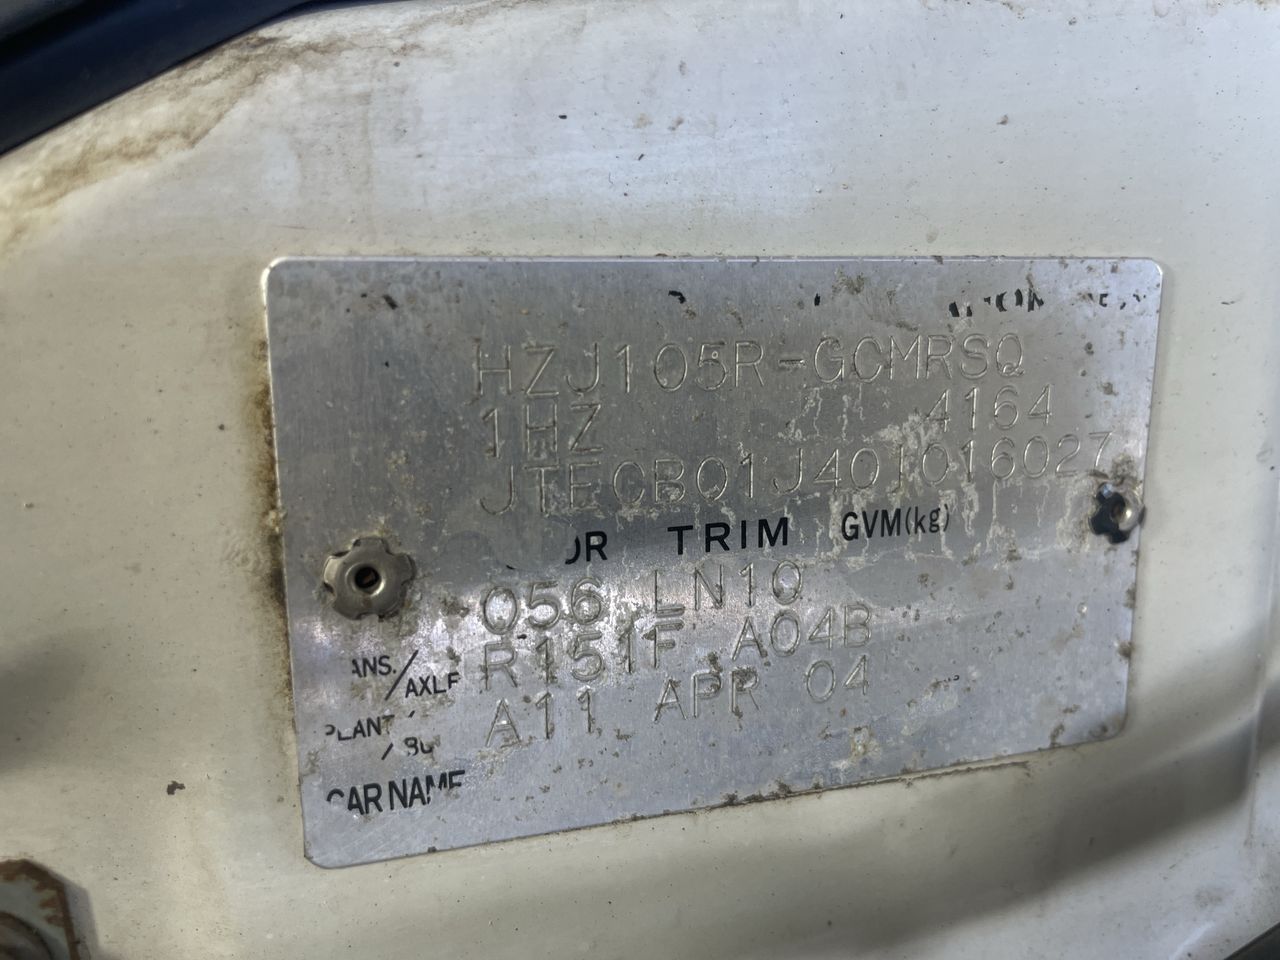 HZJ105R-GCMRSQ
1HZ 4164
JTECB01J401016027
TRIM GVM(kg)
056 LN10
R151F A04B
A11 APR 04
CAR NAME